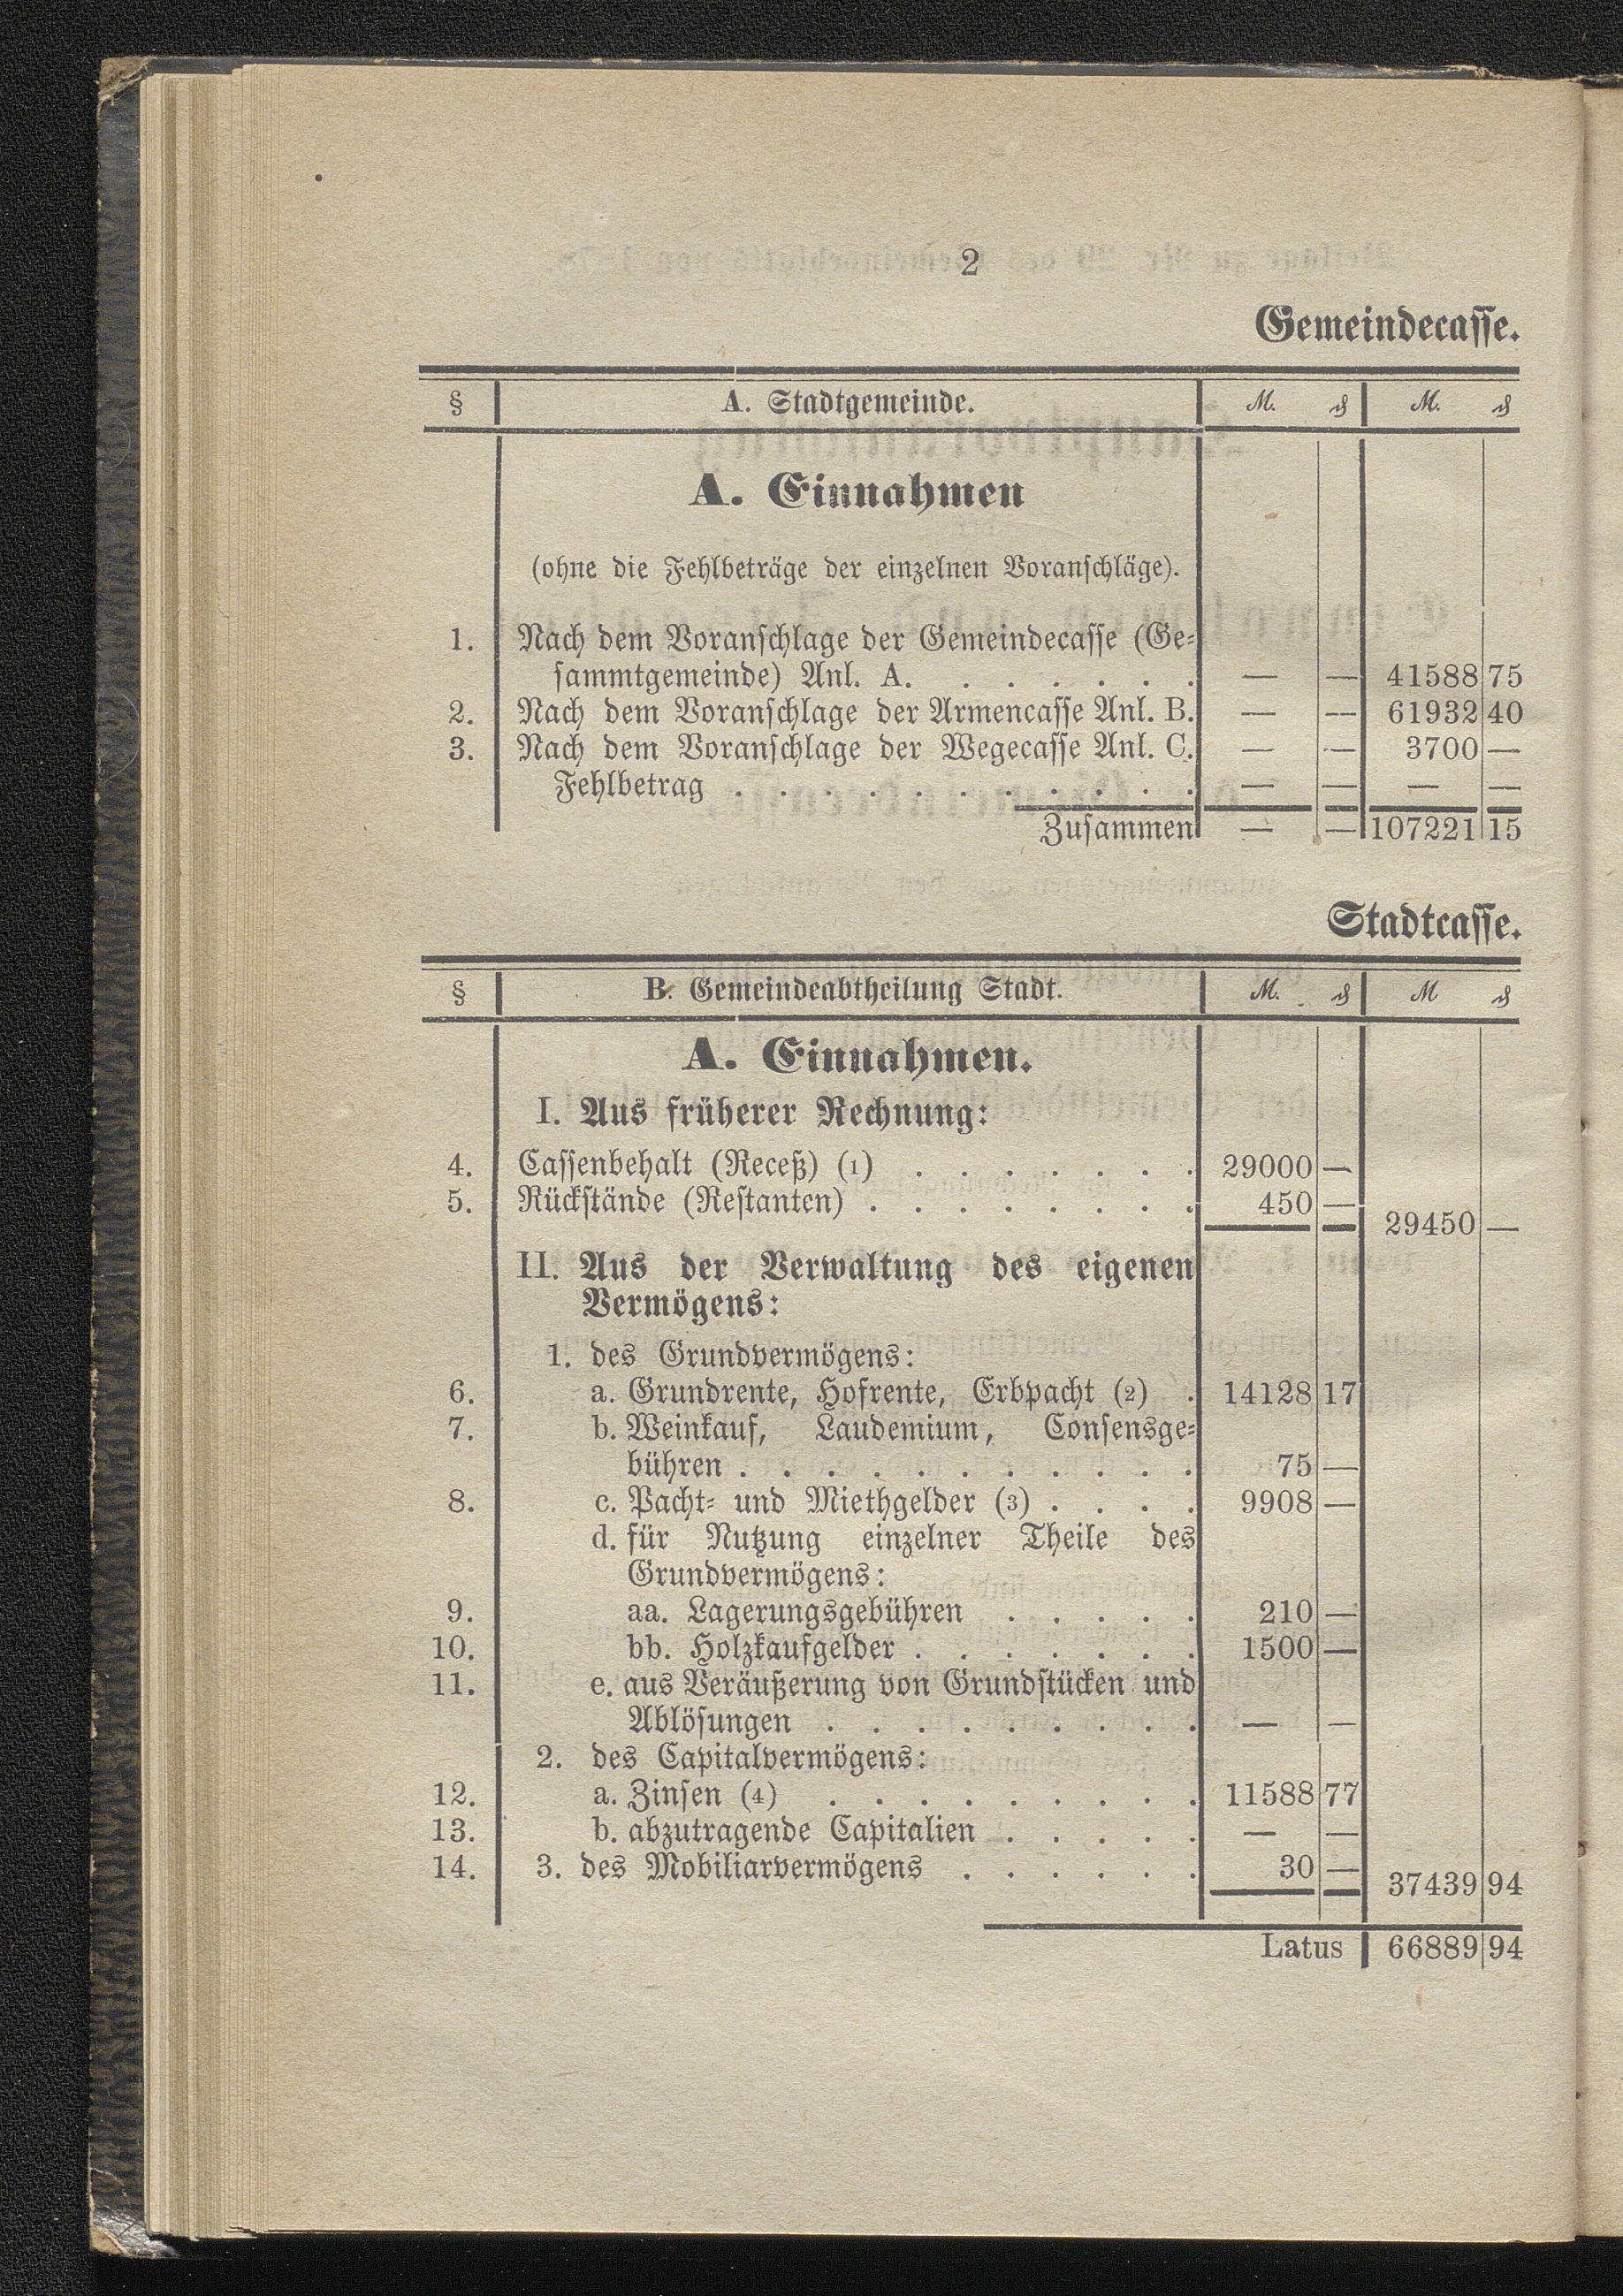 2
Gemeindecasse.
§ A. Stadtgemeinde. M. ₰ M. ₰
A. Einnahmen
(ohne die Fehlbeträge der einzelnen Voranschläge).
1. Nach dem Voranschlage der Gemeindecasse (Ge-
sammtgemeinde) Anl. A. . . . . . . — — 41588 75
2. Nach dem Voranschlage der Armencasse Anl. B. — — 61932 40
3. Nach dem Voranschlage der Wegecasse Anl. C. — — 3700 —
Fehlbetrag . . . . . . . . . . . — — — —
Zusammen — — 107221 15
Stadtcasse.
§ B. Gemeindeabtheilung Stadt. M. ₰ M ₰
A. Einnahmen.
I. Aus früherer Rechnung:
4. Cassenbehalt (Receß) (1) . . . . . . . 29000 —
5. Rückstände (Restanten) . . . . . . . . 450 —
29450 —
II. Aus der Verwaltung des eigenen
Vermögens:
1. des Grundvermögens:
6. a. Grundrente, Hofrente, Erbpacht (2) . 14128 17
7. b. Weinkauf, Laudemium, Consensge-
bühren . . . . . . . . . . . 75 —
8. c. Pacht- und Miethgelder (3) . . . . 9908 —
d. für Nutzung einzelner Theile des
Grundvermögens:
9. aa. Lagerungsgebühren . . . . . 210 —
10. bb. Holzkaufgelder . . . . . . . 1500 —
11. e. aus Veräußerung von Grundstücken und
Ablösungen . . . . . . . . . — —
2. des Capitalvermögens:
12. a. Zinsen (4) . . . . . . . . . 11588 77
13. b. abzutragende Capitalien . . . . . — —
14. 3. des Mobiliarvermögens . . . . . . 30 —
37439 94
Latus 66889 94